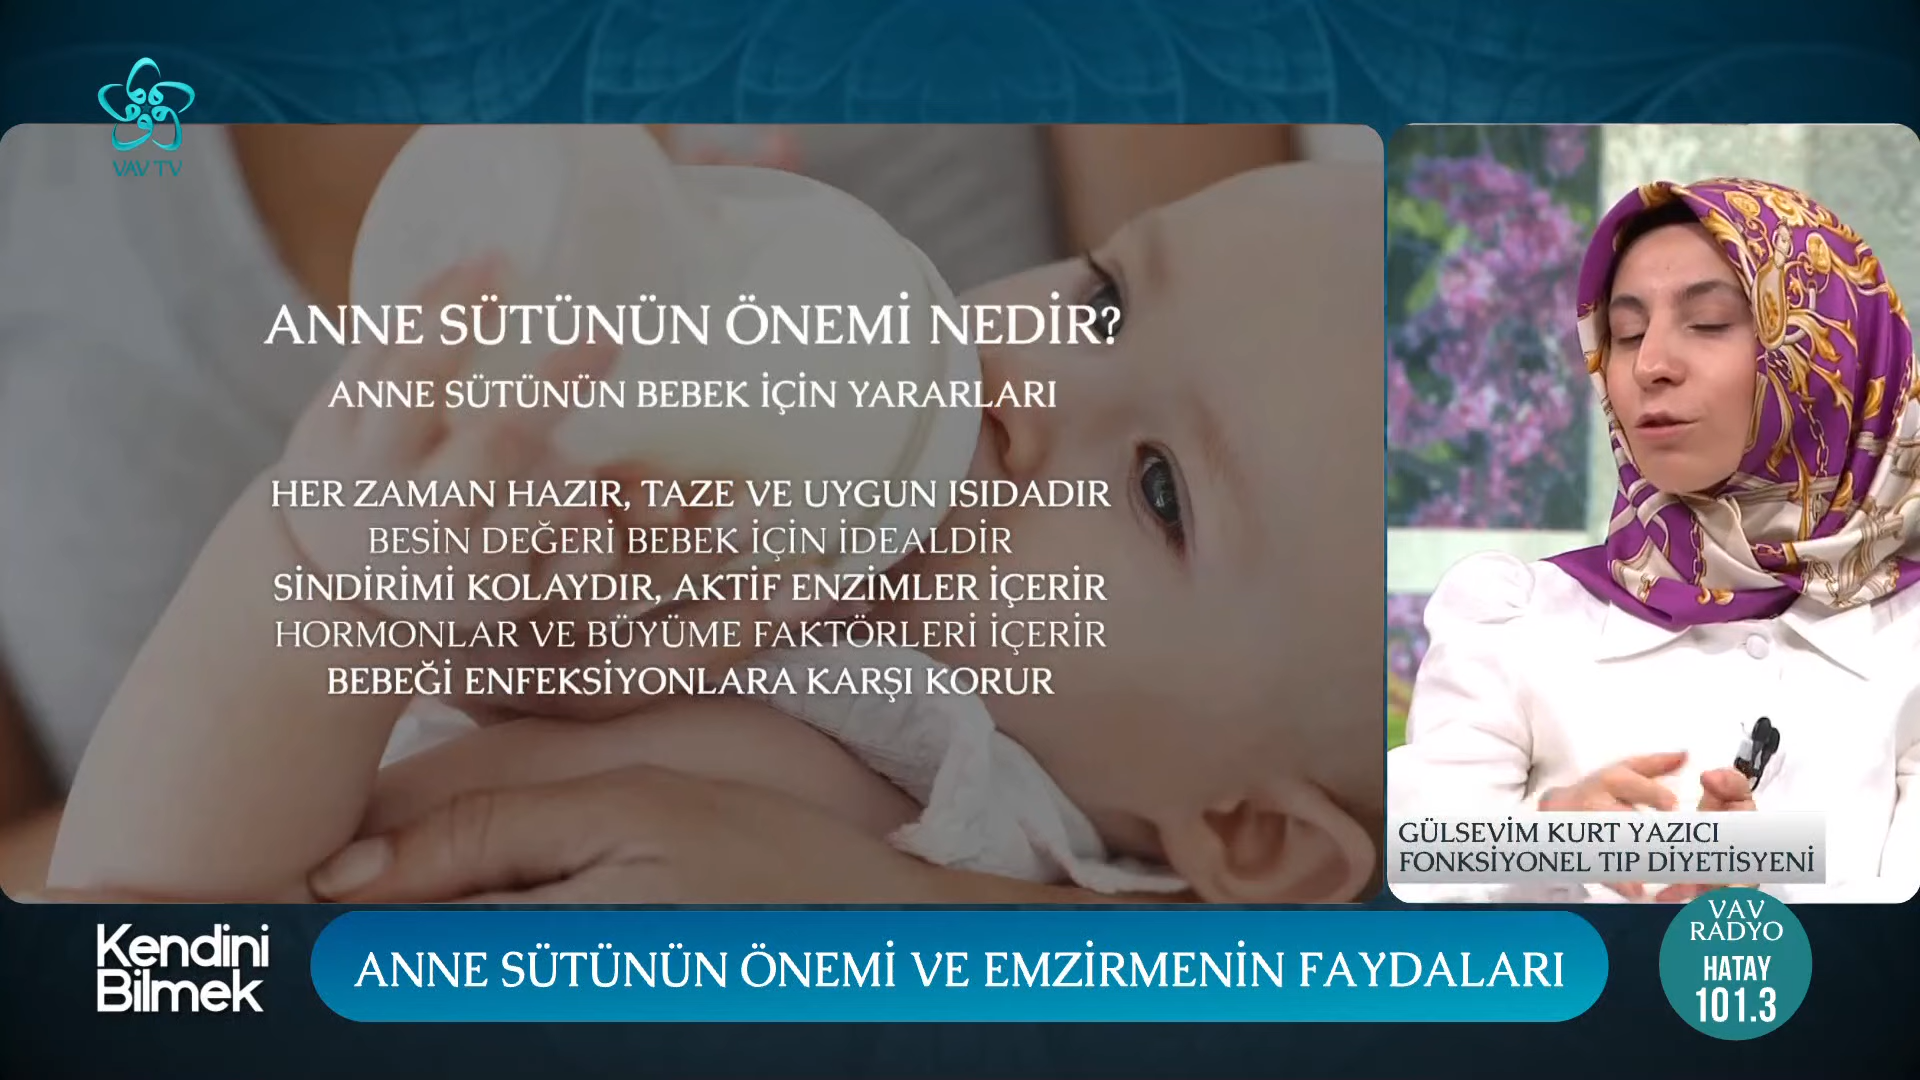 VAV TV
ANNE SÜTÜNÜN ÖNEMİ NEDİR?
ANNE SÜTÜNÜN BEBEK İÇİN YARARLARI
HER ZAMAN HAZIR, TAZE VE UYGUN ISIDADIR
BESİN DEĞERİ BEBEK İÇİN İDEALDİR
SİNDİRİMİ KOLAYDIR, AKTİF ENZİMLER İÇERİR
HORMONLAR VE BÜYÜME FAKTÖRLERİ İÇERİR
BEBEĞİ ENFEKSİYONLARA KARŞI KORUR
GÜLSEVİM KURT YAZICI
FONKSİYONEL TIP DİYETİSYENİ
Kendini
Bilmek
ANNE SÜTÜNÜN ÖNEMİ VE EMZİRMENİN FAYDALARI
VAV
RADYO
HATAY
101.3